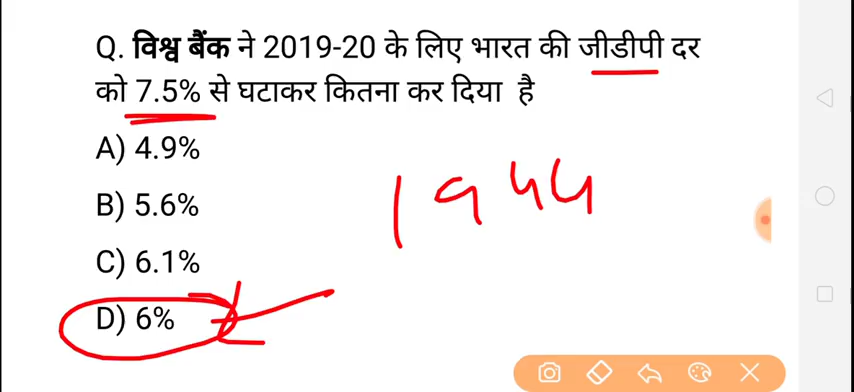 Q. विश्व बैंक ने 2019-20 के लिए भारत की जीडीपी दर
को 7.5% से घटाकर कितना कर दिया है
A) 4.9%
1944
B) 5.6%
C) 6.1%
D) 6%